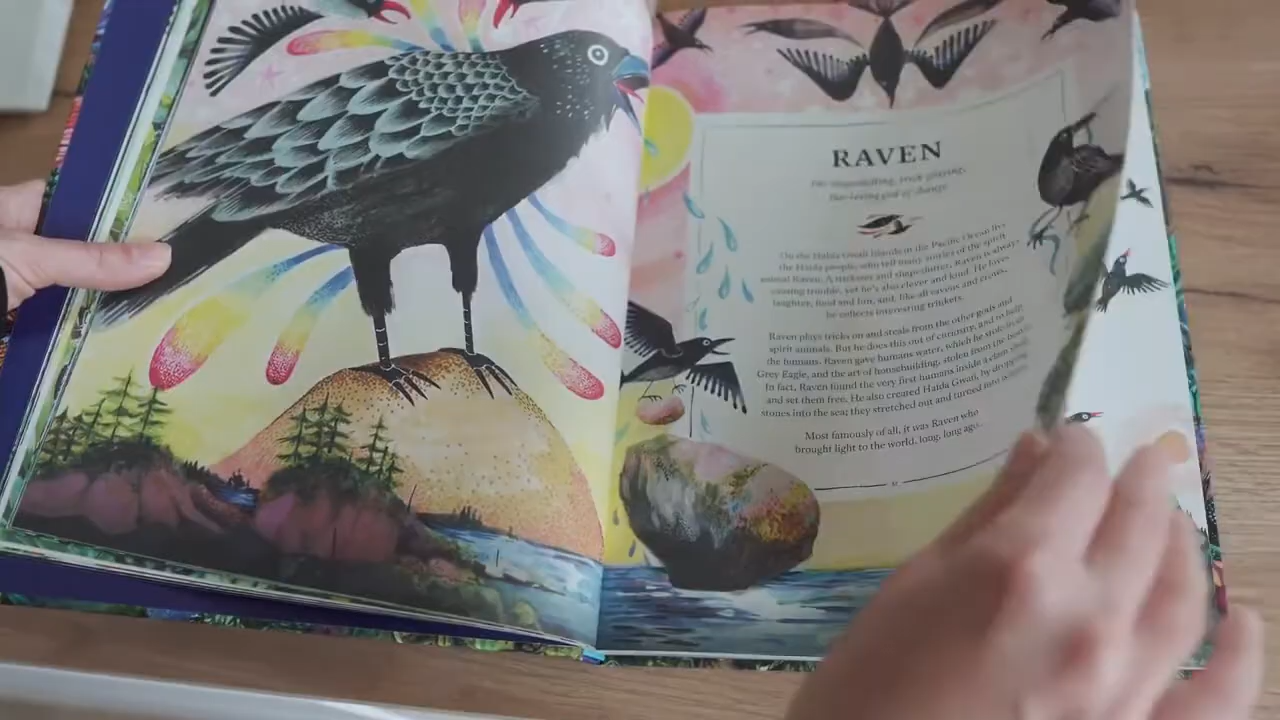 RAVEN
The shapeshifting, trick-playing,
fun-loving god of change
On the Haida Gwaii islands in the Pacific Ocean live
the Haida people, who tell many stories of the spirit
animal Raven. A trickster and shape-shifter, Raven is always
causing trouble, yet he's also clever and kind. He loves
laughter, food and fun, and, like all ravens and crows,
he collects interesting trinkets.
Raven plays tricks on and steals from the other gods and
spirit animals. But he does this out of curiosity, and to help
the humans. Raven gave humans water, which he stole from
Grey Eagle, and the art of housebuilding, stolen from the
In fact, Raven found the very first humans inside a clam
and set them free. He also created Haida Gwaii, by dropping
stones into the sea; they stretched out and turned into
Most famously of all, it was Raven who
brought light to the world, long, long ago...